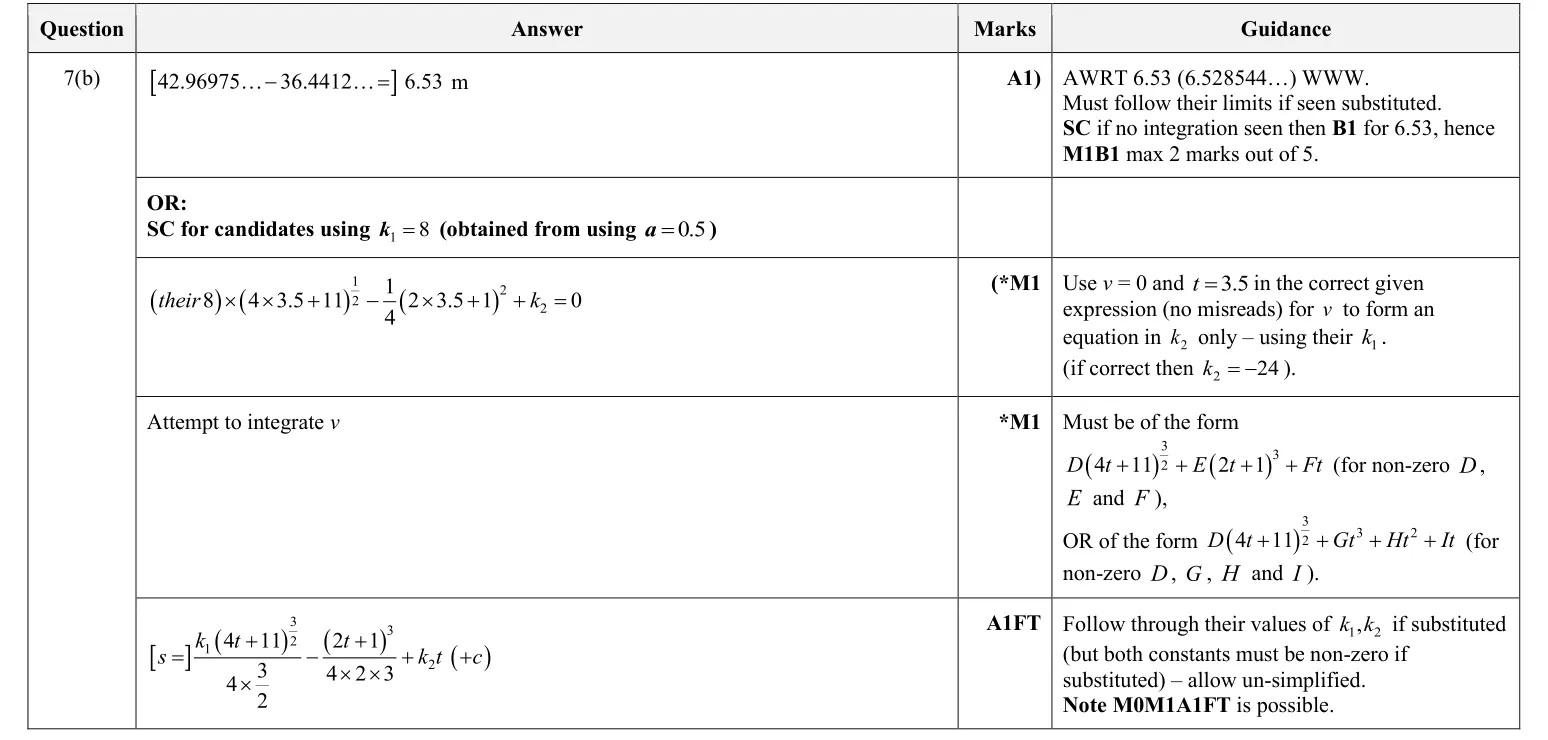 Question Answer Marks Guidance
7(b) [42.96975… − 36.4412… =] 6.53 m A1) AWRT 6.53 (6.528544…) WWW.
Must follow their limits if seen substituted.
SC if no integration seen then B1 for 6.53, hence
M1B1 max 2 marks out of 5.
OR:
SC for candidates using k₁ = 8 (obtained from using a = 0.5)
(their 8) × (4 × 3.5 + 11)^(1/2) − 1/4 (2 × 3.5 + 1)² + k₂ = 0 (*M1 Use v = 0 and t = 3.5 in the correct given
expression (no misreads) for v to form an
equation in k₂ only – using their k₁.
(if correct then k₂ = −24).
Attempt to integrate v *M1 Must be of the form
D(4t + 11)^(3/2) + E(2t + 1)³ + Ft (for non-zero D,
E and F),
OR of the form D(4t + 11)^(3/2) + Gt³ + Ht² + It (for
non-zero D, G, H and I).
[s =] k₁(4t + 11)^(3/2) / (4 × 3/2) − (2t + 1)³ / (4 × 2 × 3) + k₂t (+c) A1FT Follow through their values of k₁, k₂ if substituted
(but both constants must be non-zero if
substituted) – allow un-simplified.
Note M0M1A1FT is possible.